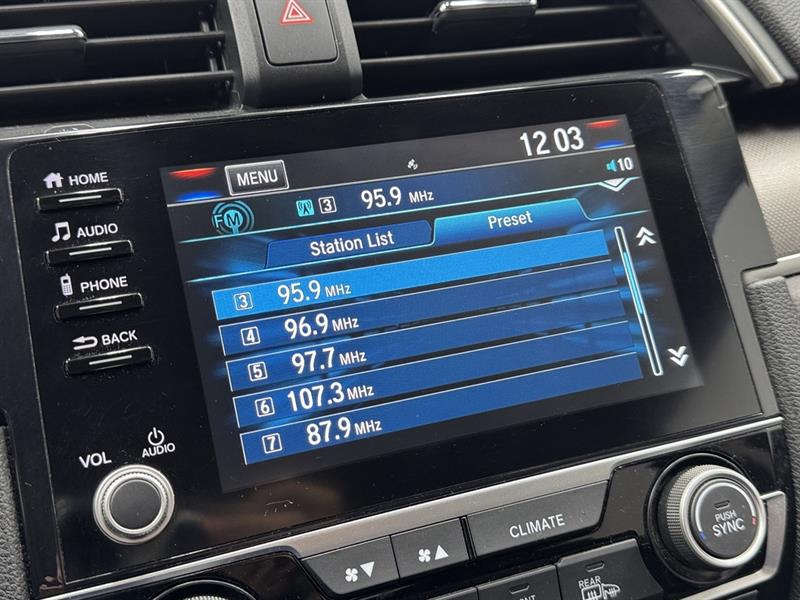 12 03
HOME
MENU
10
FM
3 95.9 MHz
AUDIO
Station List
Preset
PHONE
3 95.9 MHz
4 96.9 MHz
BACK
5 97.7 MHz
6 107.3 MHz
7 87.9 MHz
VOL
AUDIO
CLIMATE
PUSH
SYNC
REAR